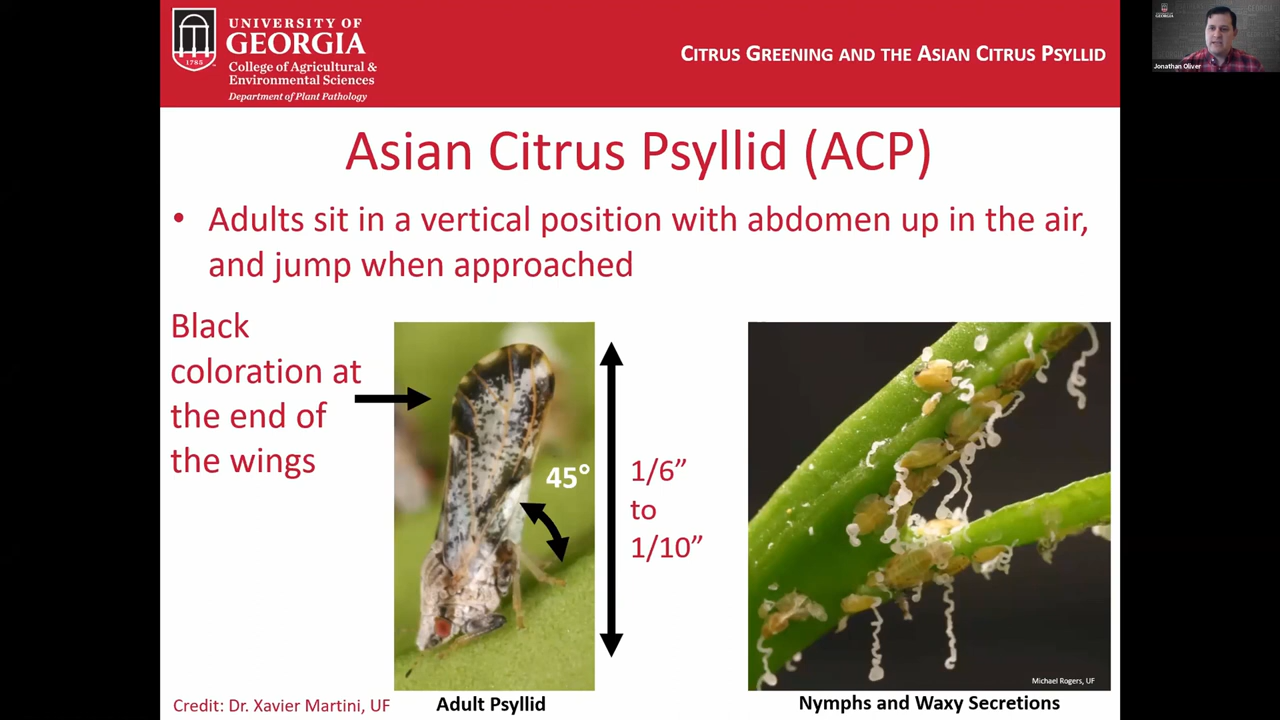 UNIVERSITY OF
GEORGIA
College of Agricultural &
Environmental Sciences
Department of Plant Pathology
1785
CITRUS GREENING AND THE ASIAN CITRUS PSYLLID
Jonathan Oliver
Asian Citrus Psyllid (ACP)
• Adults sit in a vertical position with abdomen up in the air,
and jump when approached
Black
coloration at
the end of
the wings
45°
1/6”
to
1/10”
Michael Rogers, UF
Credit: Dr. Xavier Martini, UF
Adult Psyllid
Nymphs and Waxy Secretions